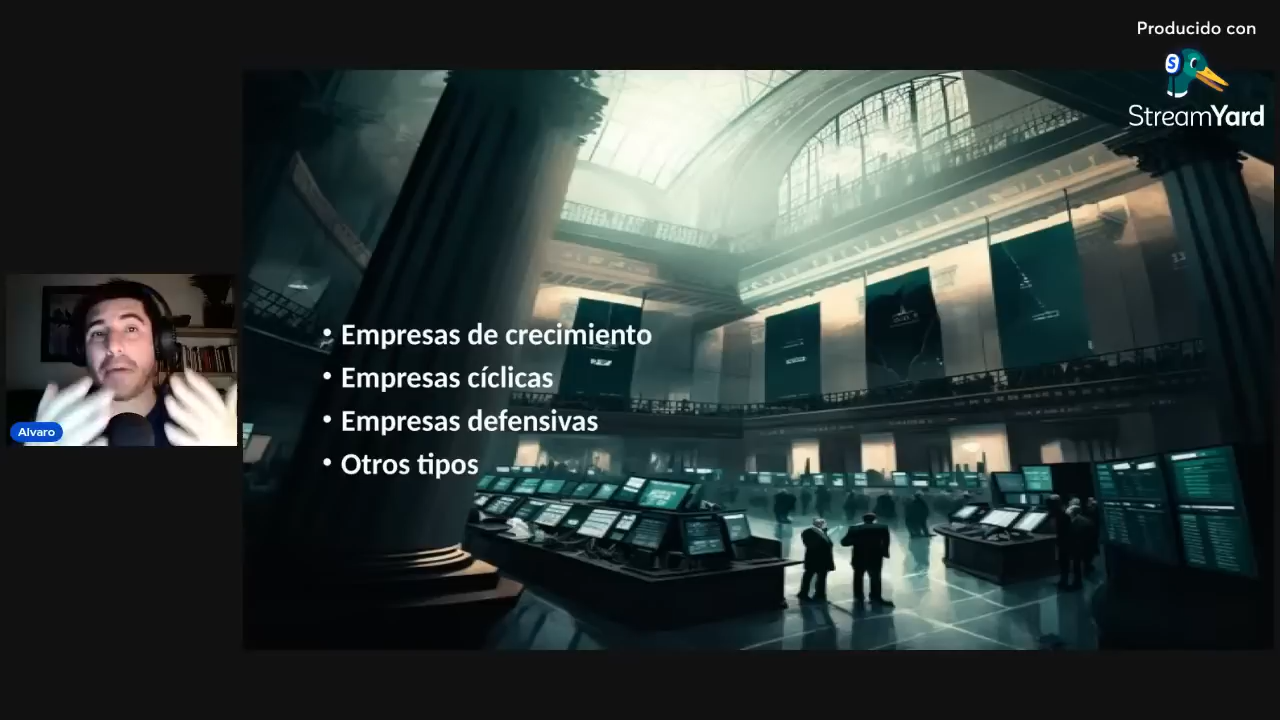 Producido con
S
StreamYard
• Empresas de crecimiento
• Empresas cíclicas
• Empresas defensivas
• Otros tipos
Alvaro